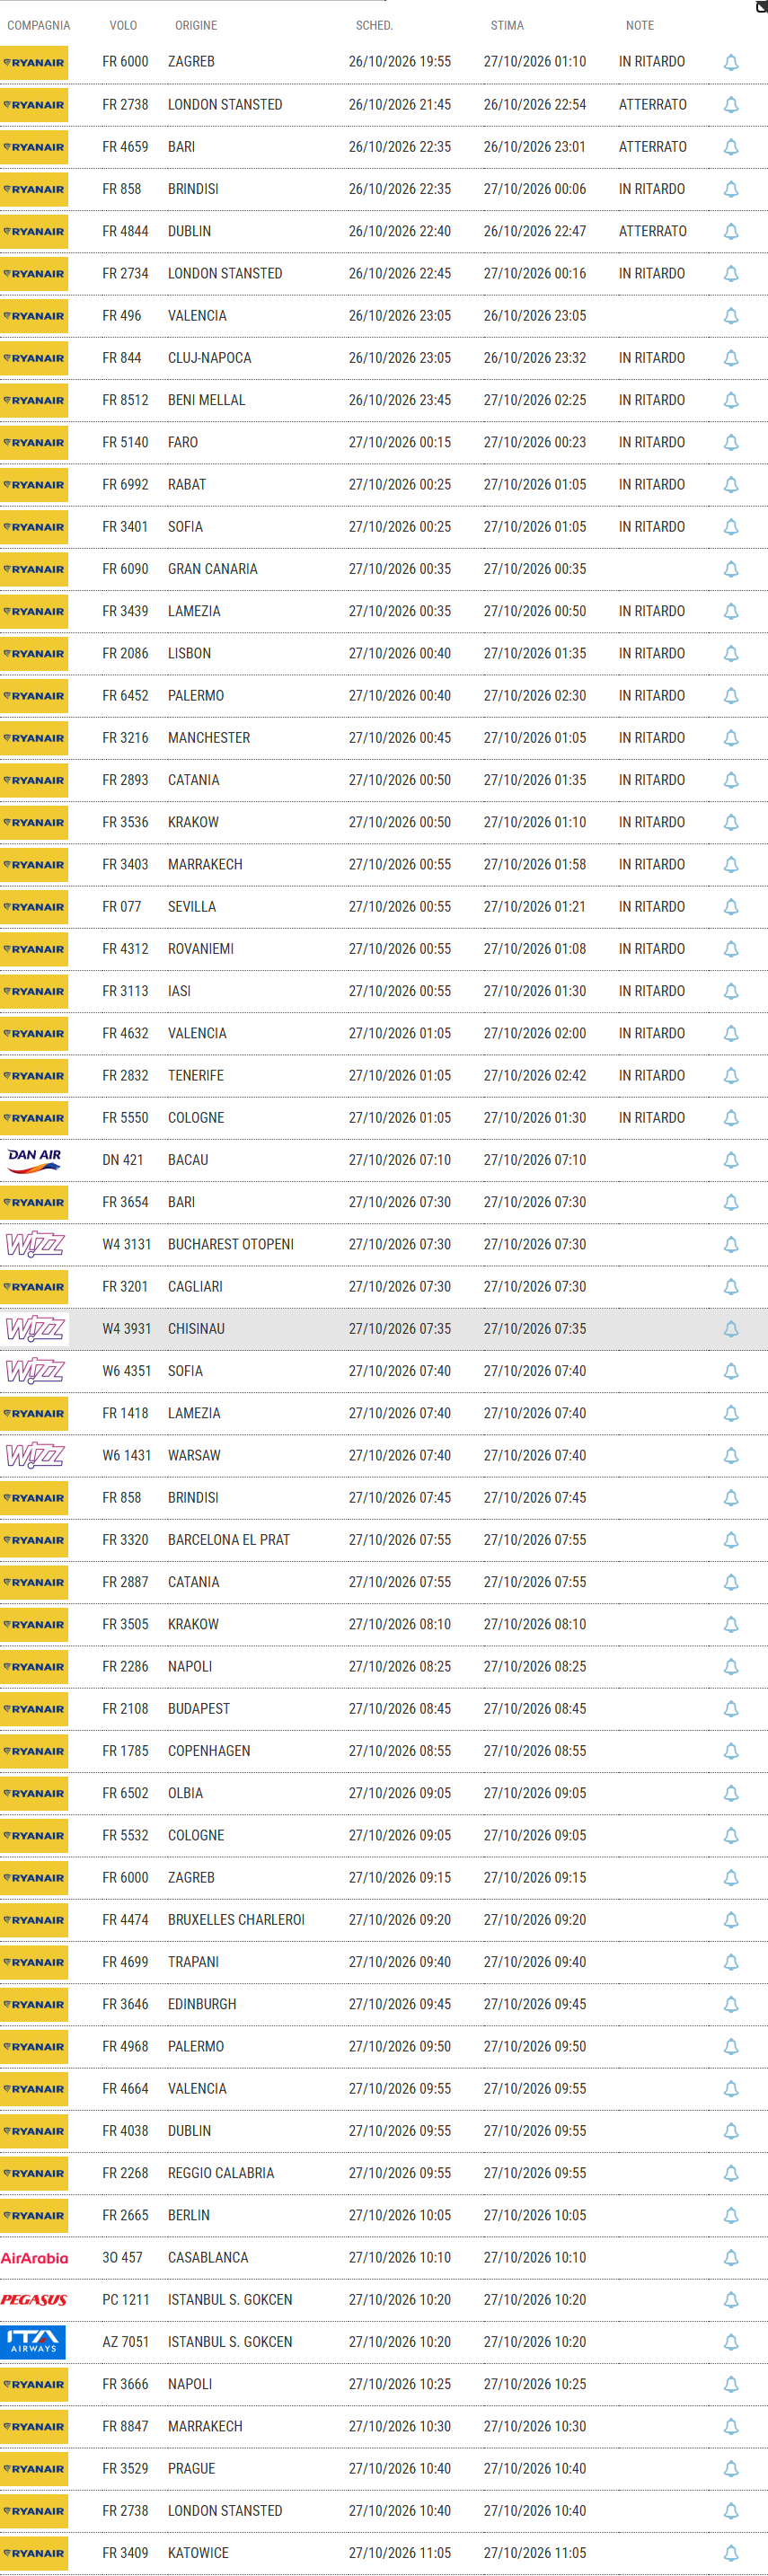 COMPAGNIA VOLO ORIGINE SCHED. STIMA NOTE
RYANAIR FR 6000 ZAGREB 26/10/2026 19:55 27/10/2026 01:10 IN RITARDO
RYANAIR FR 2738 LONDON STANSTED 26/10/2026 21:45 26/10/2026 22:54 ATTERRATO
RYANAIR FR 4659 BARI 26/10/2026 22:35 26/10/2026 23:01 ATTERRATO
RYANAIR FR 858 BRINDISI 26/10/2026 22:35 27/10/2026 00:06 IN RITARDO
RYANAIR FR 4844 DUBLIN 26/10/2026 22:40 26/10/2026 22:47 ATTERRATO
RYANAIR FR 2734 LONDON STANSTED 26/10/2026 22:45 27/10/2026 00:16 IN RITARDO
RYANAIR FR 496 VALENCIA 26/10/2026 23:05 26/10/2026 23:05
RYANAIR FR 844 CLUJ-NAPOCA 26/10/2026 23:05 26/10/2026 23:32 IN RITARDO
RYANAIR FR 8512 BENI MELLAL 26/10/2026 23:45 27/10/2026 02:25 IN RITARDO
RYANAIR FR 5140 FARO 27/10/2026 00:15 27/10/2026 00:23 IN RITARDO
RYANAIR FR 6992 RABAT 27/10/2026 00:25 27/10/2026 01:05 IN RITARDO
RYANAIR FR 3401 SOFIA 27/10/2026 00:25 27/10/2026 01:05 IN RITARDO
RYANAIR FR 6090 GRAN CANARIA 27/10/2026 00:35 27/10/2026 00:35
RYANAIR FR 3439 LAMEZIA 27/10/2026 00:35 27/10/2026 00:50 IN RITARDO
RYANAIR FR 2086 LISBON 27/10/2026 00:40 27/10/2026 01:35 IN RITARDO
RYANAIR FR 6452 PALERMO 27/10/2026 00:40 27/10/2026 02:30 IN RITARDO
RYANAIR FR 3216 MANCHESTER 27/10/2026 00:45 27/10/2026 01:05 IN RITARDO
RYANAIR FR 2893 CATANIA 27/10/2026 00:50 27/10/2026 01:35 IN RITARDO
RYANAIR FR 3536 KRAKOW 27/10/2026 00:50 27/10/2026 01:10 IN RITARDO
RYANAIR FR 3403 MARRAKECH 27/10/2026 00:55 27/10/2026 01:58 IN RITARDO
RYANAIR FR 077 SEVILLA 27/10/2026 00:55 27/10/2026 01:21 IN RITARDO
RYANAIR FR 4312 ROVANIEMI 27/10/2026 00:55 27/10/2026 01:08 IN RITARDO
RYANAIR FR 3113 IASI 27/10/2026 00:55 27/10/2026 01:30 IN RITARDO
RYANAIR FR 4632 VALENCIA 27/10/2026 01:05 27/10/2026 02:00 IN RITARDO
RYANAIR FR 2832 TENERIFE 27/10/2026 01:05 27/10/2026 02:42 IN RITARDO
RYANAIR FR 5550 COLOGNE 27/10/2026 01:05 27/10/2026 01:30 IN RITARDO
DAN AIR DN 421 BACAU 27/10/2026 07:10 27/10/2026 07:10
RYANAIR FR 3654 BARI 27/10/2026 07:30 27/10/2026 07:30
Wizz W4 3131 BUCHAREST OTOPENI 27/10/2026 07:30 27/10/2026 07:30
RYANAIR FR 3201 CAGLIARI 27/10/2026 07:30 27/10/2026 07:30
Wizz W4 3931 CHISINAU 27/10/2026 07:35 27/10/2026 07:35
Wizz W6 4351 SOFIA 27/10/2026 07:40 27/10/2026 07:40
RYANAIR FR 1418 LAMEZIA 27/10/2026 07:40 27/10/2026 07:40
Wizz W6 1431 WARSAW 27/10/2026 07:40 27/10/2026 07:40
RYANAIR FR 858 BRINDISI 27/10/2026 07:45 27/10/2026 07:45
RYANAIR FR 3320 BARCELONA EL PRAT 27/10/2026 07:55 27/10/2026 07:55
RYANAIR FR 2887 CATANIA 27/10/2026 07:55 27/10/2026 07:55
RYANAIR FR 3505 KRAKOW 27/10/2026 08:10 27/10/2026 08:10
RYANAIR FR 2286 NAPOLI 27/10/2026 08:25 27/10/2026 08:25
RYANAIR FR 2108 BUDAPEST 27/10/2026 08:45 27/10/2026 08:45
RYANAIR FR 1785 COPENHAGEN 27/10/2026 08:55 27/10/2026 08:55
RYANAIR FR 6502 OLBIA 27/10/2026 09:05 27/10/2026 09:05
RYANAIR FR 5532 COLOGNE 27/10/2026 09:05 27/10/2026 09:05
RYANAIR FR 6000 ZAGREB 27/10/2026 09:15 27/10/2026 09:15
RYANAIR FR 4474 BRUXELLES CHARLEROI 27/10/2026 09:20 27/10/2026 09:20
RYANAIR FR 4699 TRAPANI 27/10/2026 09:40 27/10/2026 09:40
RYANAIR FR 3646 EDINBURGH 27/10/2026 09:45 27/10/2026 09:45
RYANAIR FR 4968 PALERMO 27/10/2026 09:50 27/10/2026 09:50
RYANAIR FR 4664 VALENCIA 27/10/2026 09:55 27/10/2026 09:55
RYANAIR FR 4038 DUBLIN 27/10/2026 09:55 27/10/2026 09:55
RYANAIR FR 2268 REGGIO CALABRIA 27/10/2026 09:55 27/10/2026 09:55
RYANAIR FR 2665 BERLIN 27/10/2026 10:05 27/10/2026 10:05
AirArabia 3O 457 CASABLANCA 27/10/2026 10:10 27/10/2026 10:10
PEGASUS PC 1211 ISTANBUL S. GOKCEN 27/10/2026 10:20 27/10/2026 10:20
ITA AIRWAYS AZ 7051 ISTANBUL S. GOKCEN 27/10/2026 10:20 27/10/2026 10:20
RYANAIR FR 3666 NAPOLI 27/10/2026 10:25 27/10/2026 10:25
RYANAIR FR 8847 MARRAKECH 27/10/2026 10:30 27/10/2026 10:30
RYANAIR FR 3529 PRAGUE 27/10/2026 10:40 27/10/2026 10:40
RYANAIR FR 2738 LONDON STANSTED 27/10/2026 10:40 27/10/2026 10:40
RYANAIR FR 3409 KATOWICE 27/10/2026 11:05 27/10/2026 11:05